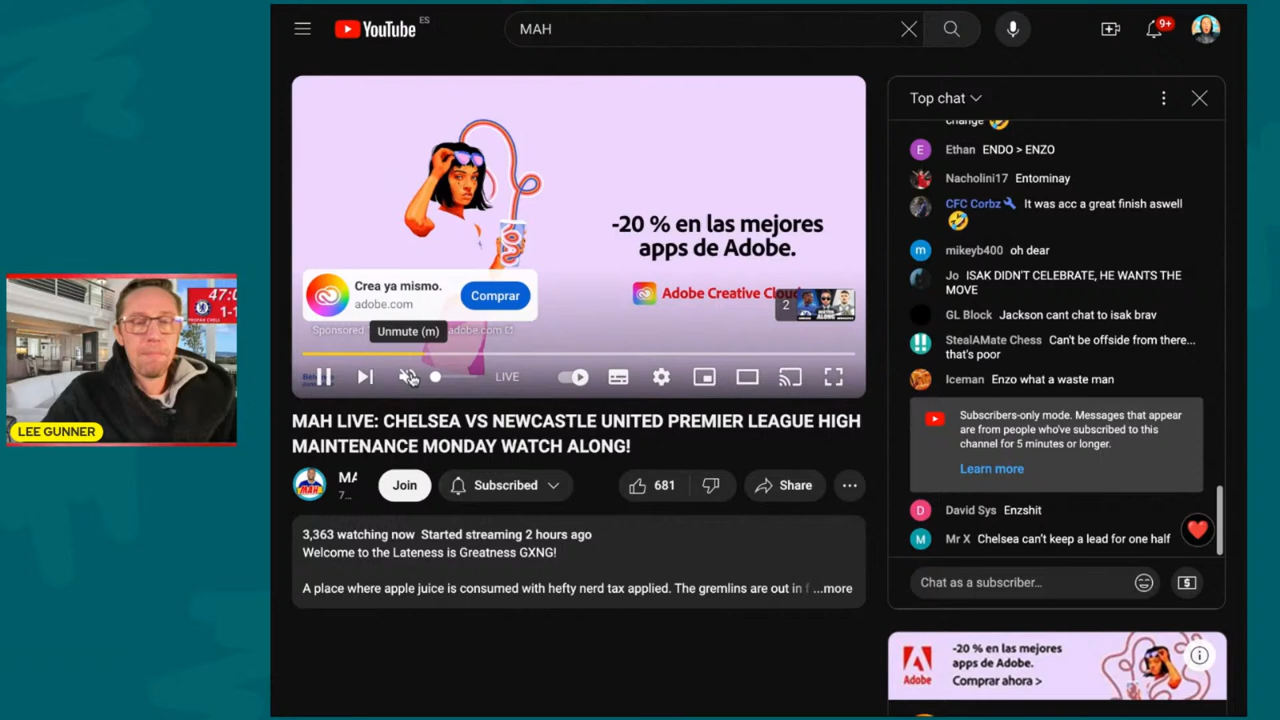 YouTube
ES
MAH
9+
-20 % en las mejores
apps de Adobe.
Crea ya mismo.
adobe.com
Comprar
Adobe Creative Clou
2
Sponsored
Unmute (m)
adobe.com
LIVE
MAH LIVE: CHELSEA VS NEWCASTLE UNITED PREMIER LEAGUE HIGH
MAINTENANCE MONDAY WATCH ALONG!
MA
7...
Join
Subscribed
681
Share
3,363 watching now Started streaming 2 hours ago
Welcome to the Lateness is Greatness GXNG!
A place where apple juice is consumed with hefty nerd tax applied. The gremlins are out in f ...more
Top chat
change
E Ethan ENDO > ENZO
Nacholini17 Entominay
CFC Corbz It was acc a great finish aswell
m mikeyb400 oh dear
Jo ISAK DIDN'T CELEBRATE, HE WANTS THE
MOVE
GL Block Jackson cant chat to isak brav
StealAMate Chess Can't be offside from there...
that's poor
Iceman Enzo what a waste man
Subscribers-only mode. Messages that appear
are from people who've subscribed to this
channel for 5 minutes or longer.
Learn more
D David Sys Enzshit
M Mr X Chelsea can't keep a lead for one half
Chat as a subscriber...
Adobe
-20 % en las mejores
apps de Adobe.
Comprar ahora >
47:0
1-1
LEE GUNNER